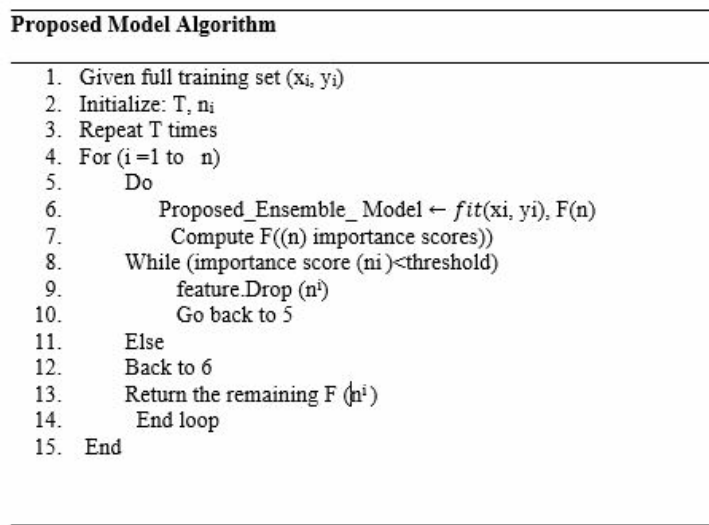 Proposed Model Algorithm
1. Given full training set (xᵢ, yᵢ)
2. Initialize: T, nᵢ
3. Repeat T times
4. For (i =1 to n)
5. Do
6. Proposed_Ensemble_ Model ← fit(xi, yi), F(n)
7. Compute F((n) importance scores))
8. While (importance score (ni )<threshold)
9. feature.Drop (nⁱ)
10. Go back to 5
11. Else
12. Back to 6
13. Return the remaining F (nⁱ )
14. End loop
15. End